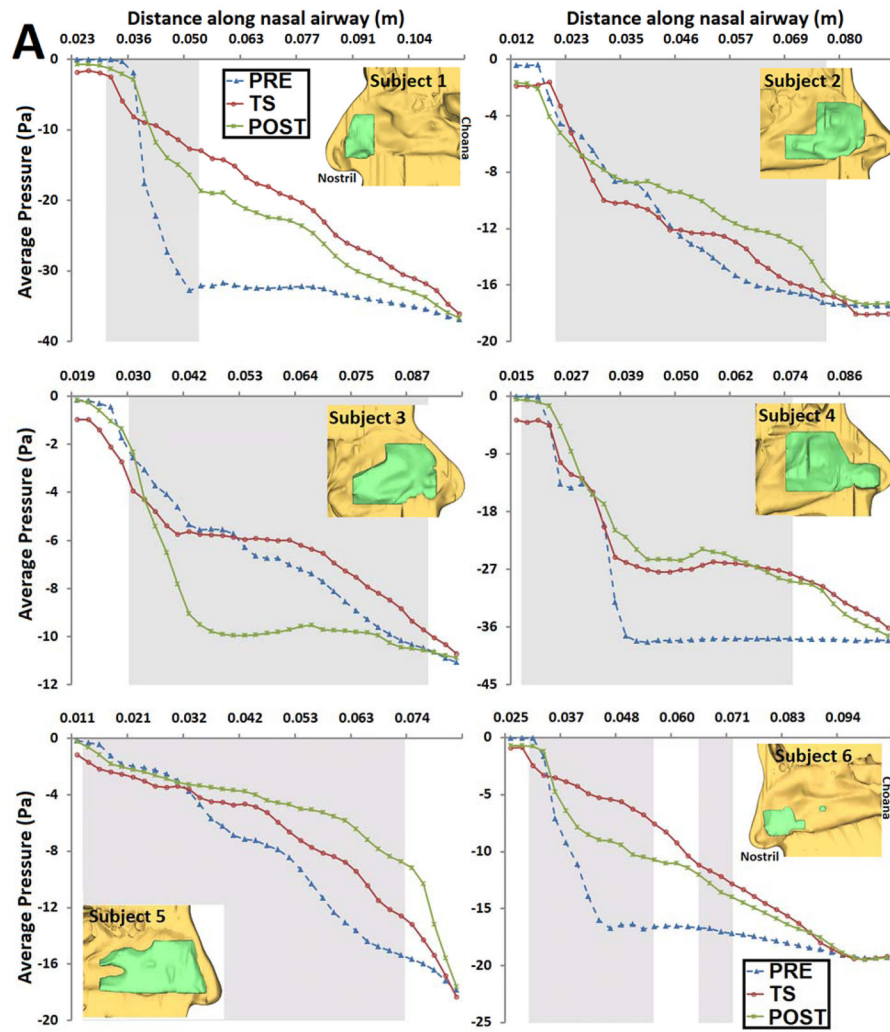 A
Distance along nasal airway (m)
Distance along nasal airway (m)
0.023 0.036 0.050 0.063 0.077 0.091 0.104
0.012 0.023 0.035 0.046 0.057 0.069 0.080
Average Pressure (Pa)
0
-10
-20
-30
-40
PRE
TS
POST
Subject 1
Nostril
Choana
0
-4
-8
-12
-16
-20
Subject 2
0.019 0.030 0.042 0.053 0.064 0.075 0.087
0.015 0.027 0.039 0.050 0.062 0.074 0.086
Average Pressure (Pa)
0
-2
-4
-6
-8
-10
-12
Subject 3
0
-9
-18
-27
-36
-45
Subject 4
0.011 0.021 0.032 0.042 0.053 0.063 0.074
0.025 0.037 0.048 0.060 0.071 0.083 0.094
Average Pressure (Pa)
0
-4
-8
-12
-16
-20
Subject 5
0
-5
-10
-15
-20
-25
Subject 6
Nostril
Choana
PRE
TS
POST